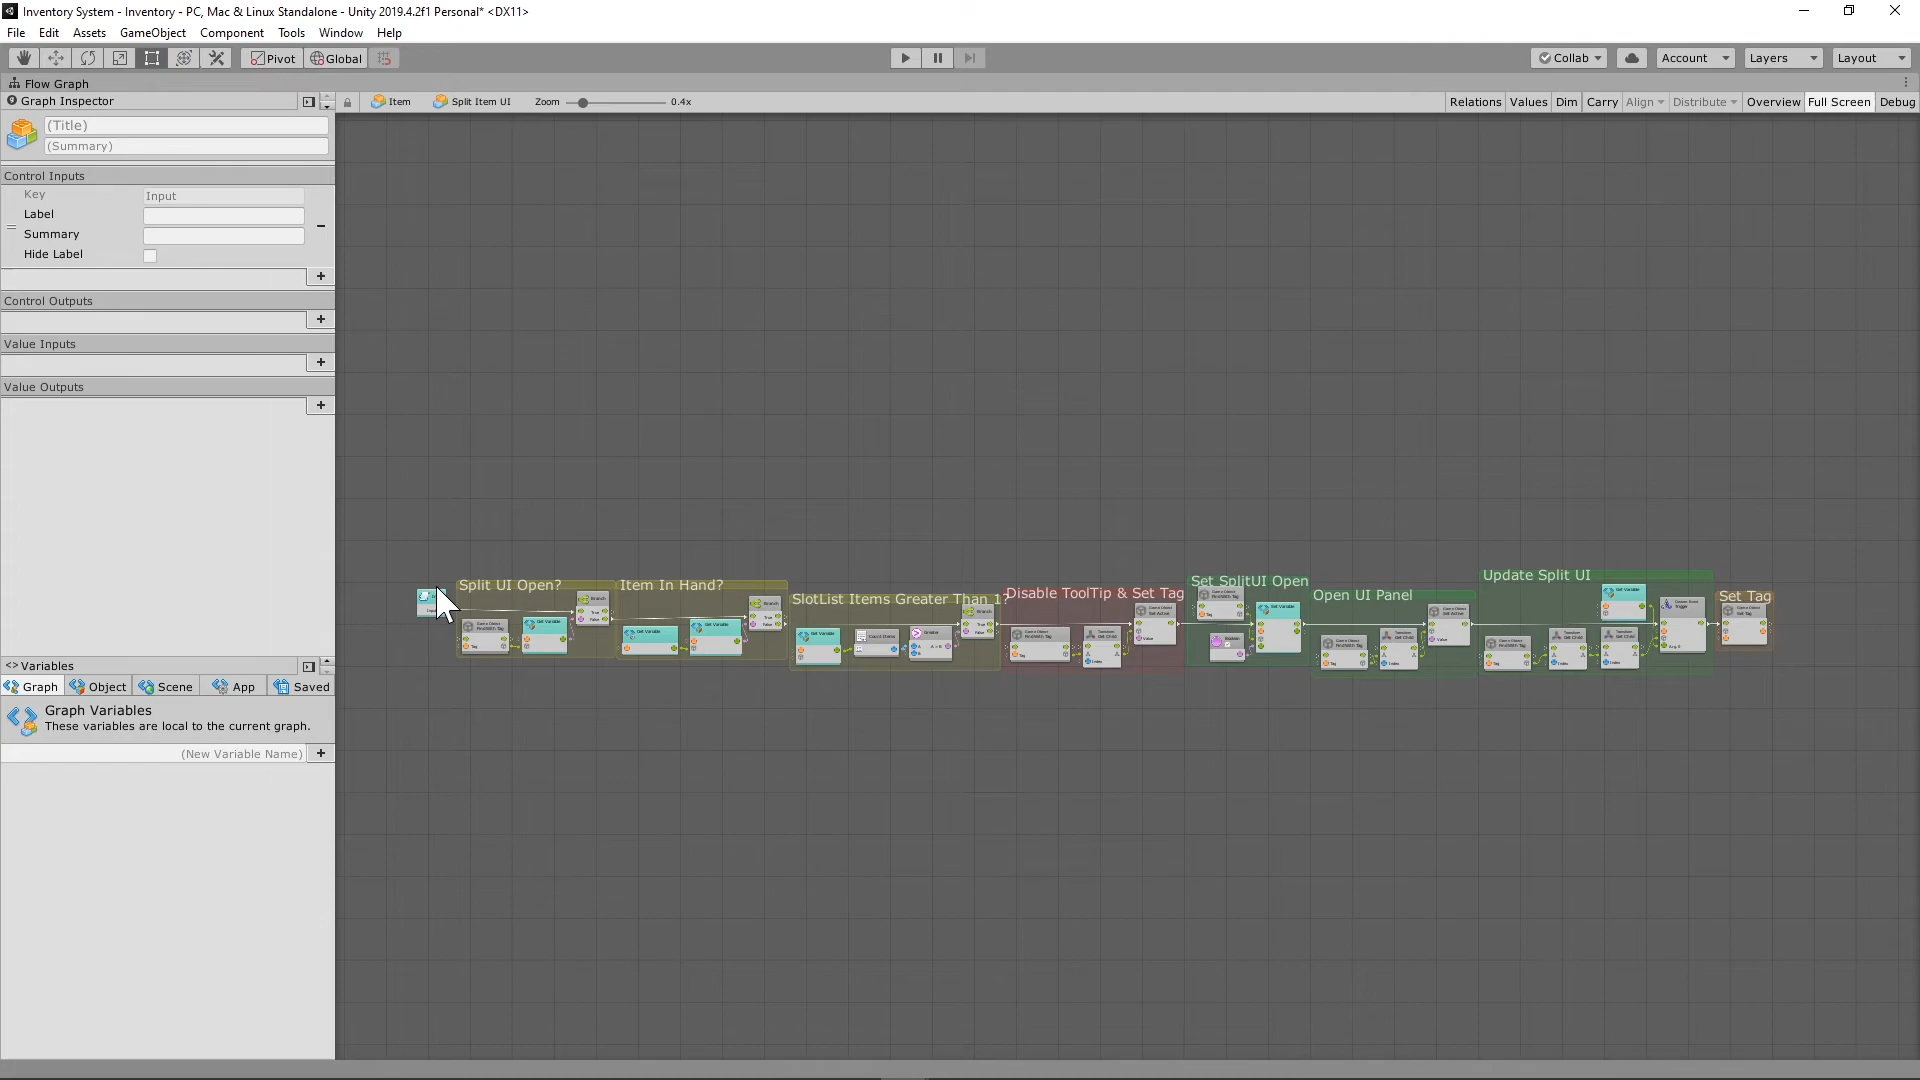 Inventory System - Inventory - PC, Mac & Linux Standalone - Unity 2019.4.2f1 Personal* <DX11>
File Edit Assets GameObject Component Tools Window Help
Pivot Global Collab Account Layers Layout
Flow Graph
Graph Inspector Item Split Item UI Zoom 0.4x Relations Values Dim Carry Align Distribute Overview Full Screen Debug
(Title)
(Summary)
Control Inputs
Key Input
Label
Summary
Hide Label
Control Outputs
Value Inputs
Value Outputs
Split UI Open?
Item In Hand?
SlotList Items Greater Than 1?
Disable ToolTip & Set Tag
Set SplitUI Open
Open UI Panel
Update Split UI
Set Tag
<> Variables
Graph Object Scene App Saved
Graph Variables
These variables are local to the current graph.
(New Variable Name)